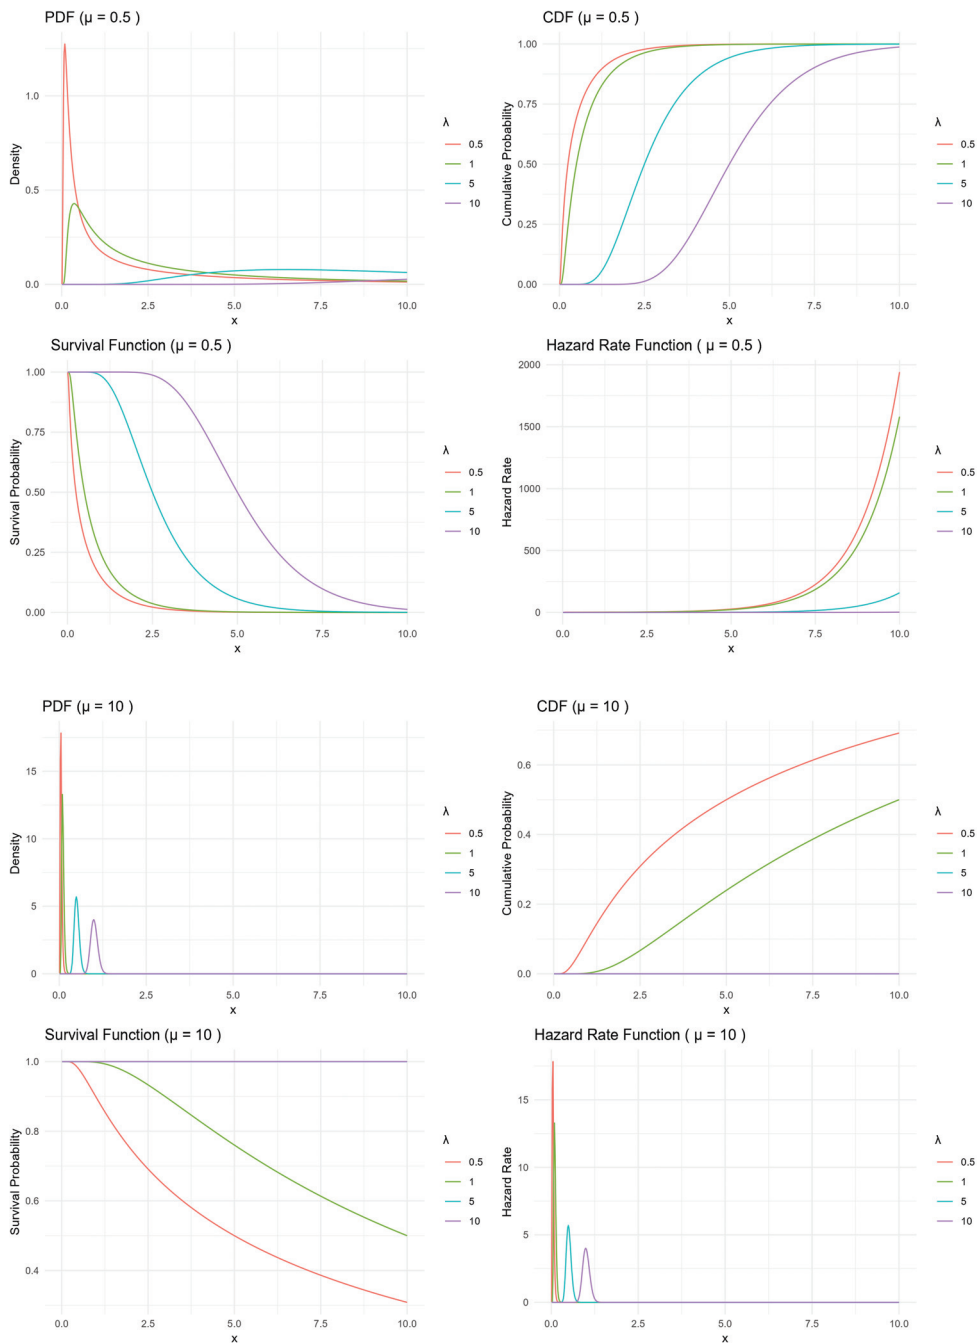 PDF (μ = 0.5 )
Density
1.0
0.5
0.0
0.0 2.5 5.0 7.5 10.0
x
λ
0.5
1
5
10
CDF (μ = 0.5 )
Cumulative Probability
1.00
0.75
0.50
0.25
0.00
0.0 2.5 5.0 7.5 10.0
x
λ
0.5
1
5
10
Survival Function (μ = 0.5 )
Survival Probability
1.00
0.75
0.50
0.25
0.00
0.0 2.5 5.0 7.5 10.0
x
λ
0.5
1
5
10
Hazard Rate Function ( μ = 0.5 )
Hazard Rate
2000
1500
1000
500
0
0.0 2.5 5.0 7.5 10.0
x
λ
0.5
1
5
10
PDF (μ = 10 )
Density
15
10
5
0
0.0 2.5 5.0 7.5 10.0
x
λ
0.5
1
5
10
CDF (μ = 10 )
Cumulative Probability
0.6
0.4
0.2
0.0
0.0 2.5 5.0 7.5 10.0
x
λ
0.5
1
5
10
Survival Function (μ = 10 )
Survival Probability
1.0
0.8
0.6
0.4
0.0 2.5 5.0 7.5 10.0
x
λ
0.5
1
5
10
Hazard Rate Function ( μ = 10 )
Hazard Rate
15
10
5
0
0.0 2.5 5.0 7.5 10.0
x
λ
0.5
1
5
10